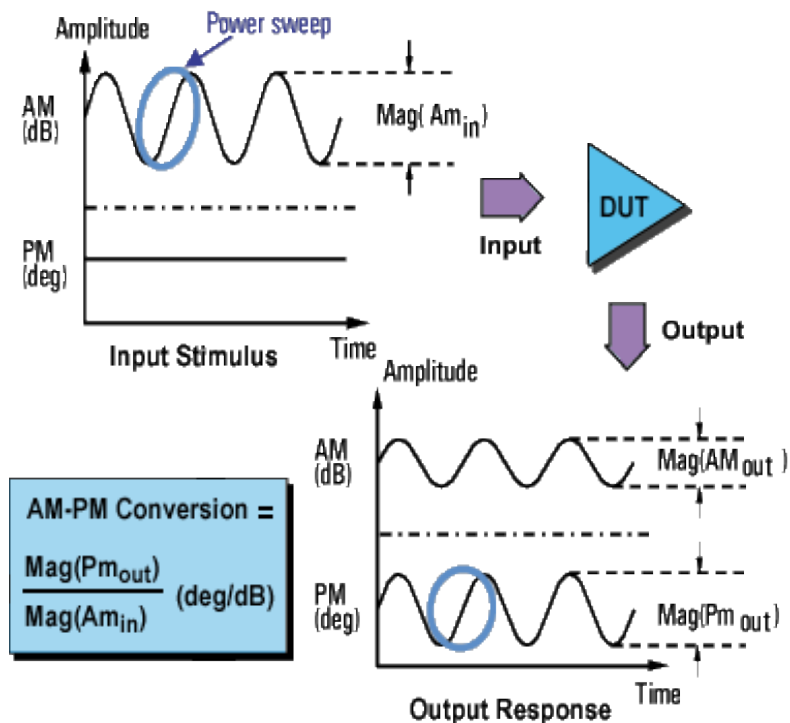 Amplitude
Power sweep
AM
(dB)
Mag( Am in)
PM
(deg)
Input
DUT
Time
Input Stimulus
Output
Amplitude
AM
(dB)
Mag(AM out )
PM
(deg)
Mag(Pm out)
Time
Output Response
AM-PM Conversion =
Mag(Pm out)
Mag(Am in)
(deg/dB)